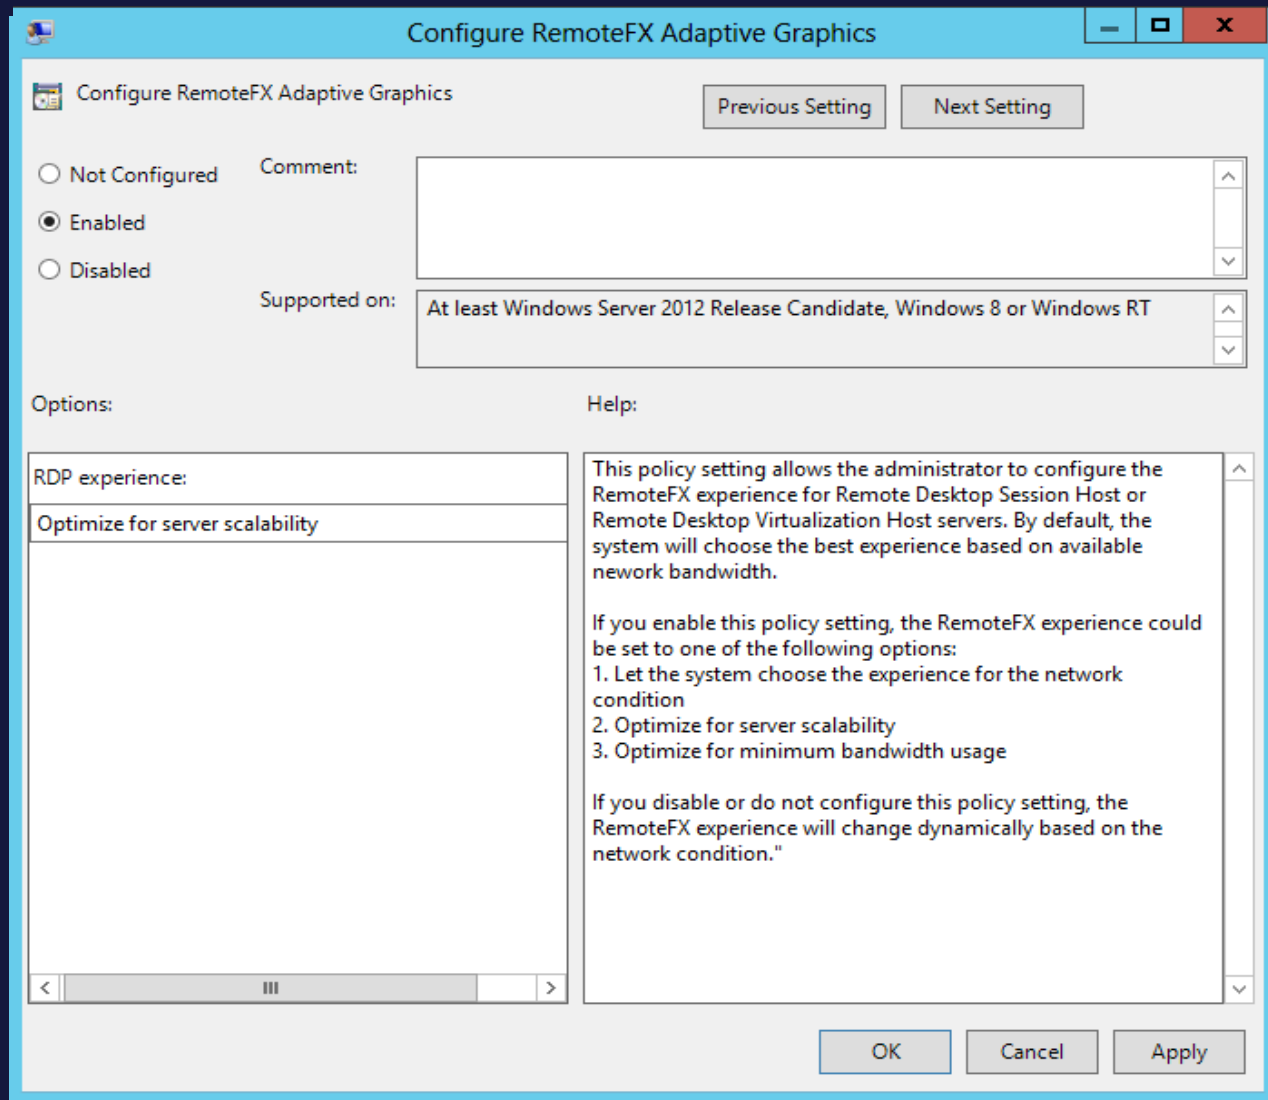 Configure RemoteFX Adaptive Graphics
Configure RemoteFX Adaptive Graphics
Previous Setting
Next Setting
Not Configured
Enabled
Disabled
Comment:
Supported on:
At least Windows Server 2012 Release Candidate, Windows 8 or Windows RT
Options:
Help:
RDP experience:
Optimize for server scalability
This policy setting allows the administrator to configure the
RemoteFX experience for Remote Desktop Session Host or
Remote Desktop Virtualization Host servers. By default, the
system will choose the best experience based on available
nework bandwidth.
If you enable this policy setting, the RemoteFX experience could
be set to one of the following options:
1. Let the system choose the experience for the network
condition
2. Optimize for server scalability
3. Optimize for minimum bandwidth usage
If you disable or do not configure this policy setting, the
RemoteFX experience will change dynamically based on the
network condition."
OK
Cancel
Apply